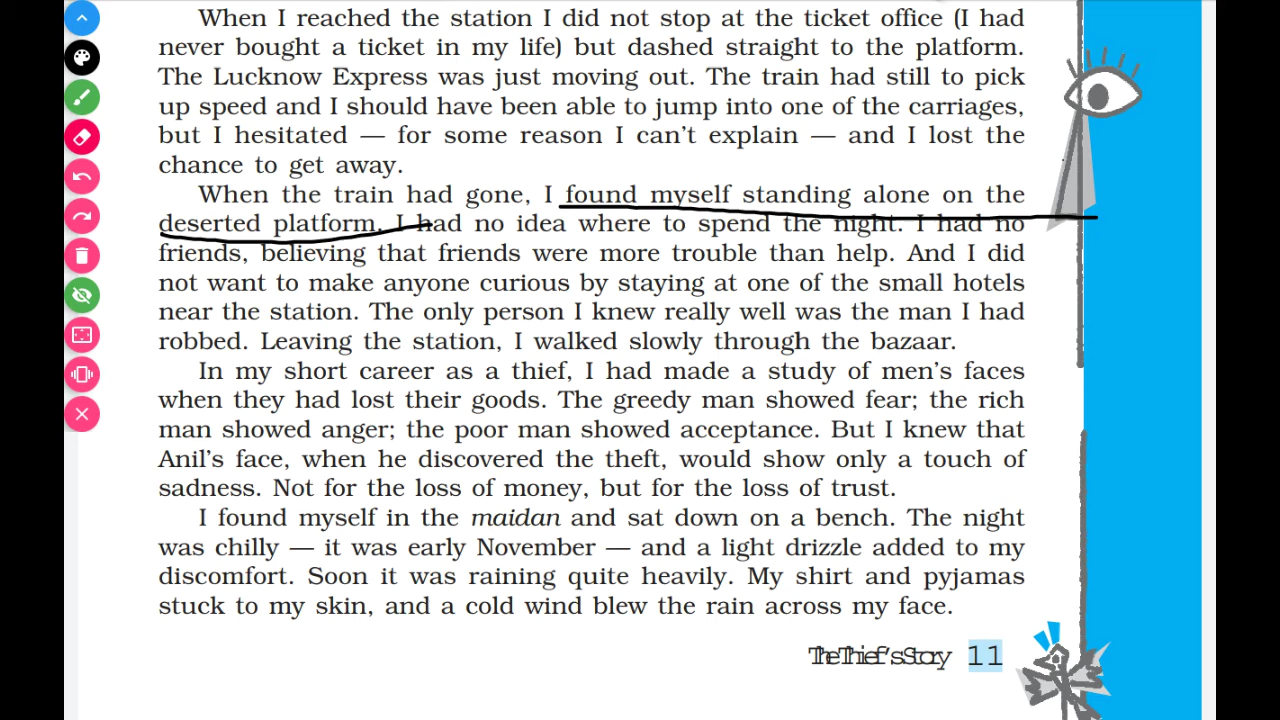 When I reached the station I did not stop at the ticket office (I had
never bought a ticket in my life) but dashed straight to the platform.
The Lucknow Express was just moving out. The train had still to pick
up speed and I should have been able to jump into one of the carriages,
but I hesitated — for some reason I can't explain — and I lost the
chance to get away.
When the train had gone, I found myself standing alone on the
deserted platform. I had no idea where to spend the night. I had no
friends, believing that friends were more trouble than help. And I did
not want to make anyone curious by staying at one of the small hotels
near the station. The only person I knew really well was the man I had
robbed. Leaving the station, I walked slowly through the bazaar.
In my short career as a thief, I had made a study of men's faces
when they had lost their goods. The greedy man showed fear; the rich
man showed anger; the poor man showed acceptance. But I knew that
Anil's face, when he discovered the theft, would show only a touch of
sadness. Not for the loss of money, but for the loss of trust.
I found myself in the maidan and sat down on a bench. The night
was chilly — it was early November — and a light drizzle added to my
discomfort. Soon it was raining quite heavily. My shirt and pyjamas
stuck to my skin, and a cold wind blew the rain across my face.
The Thief's Story 11